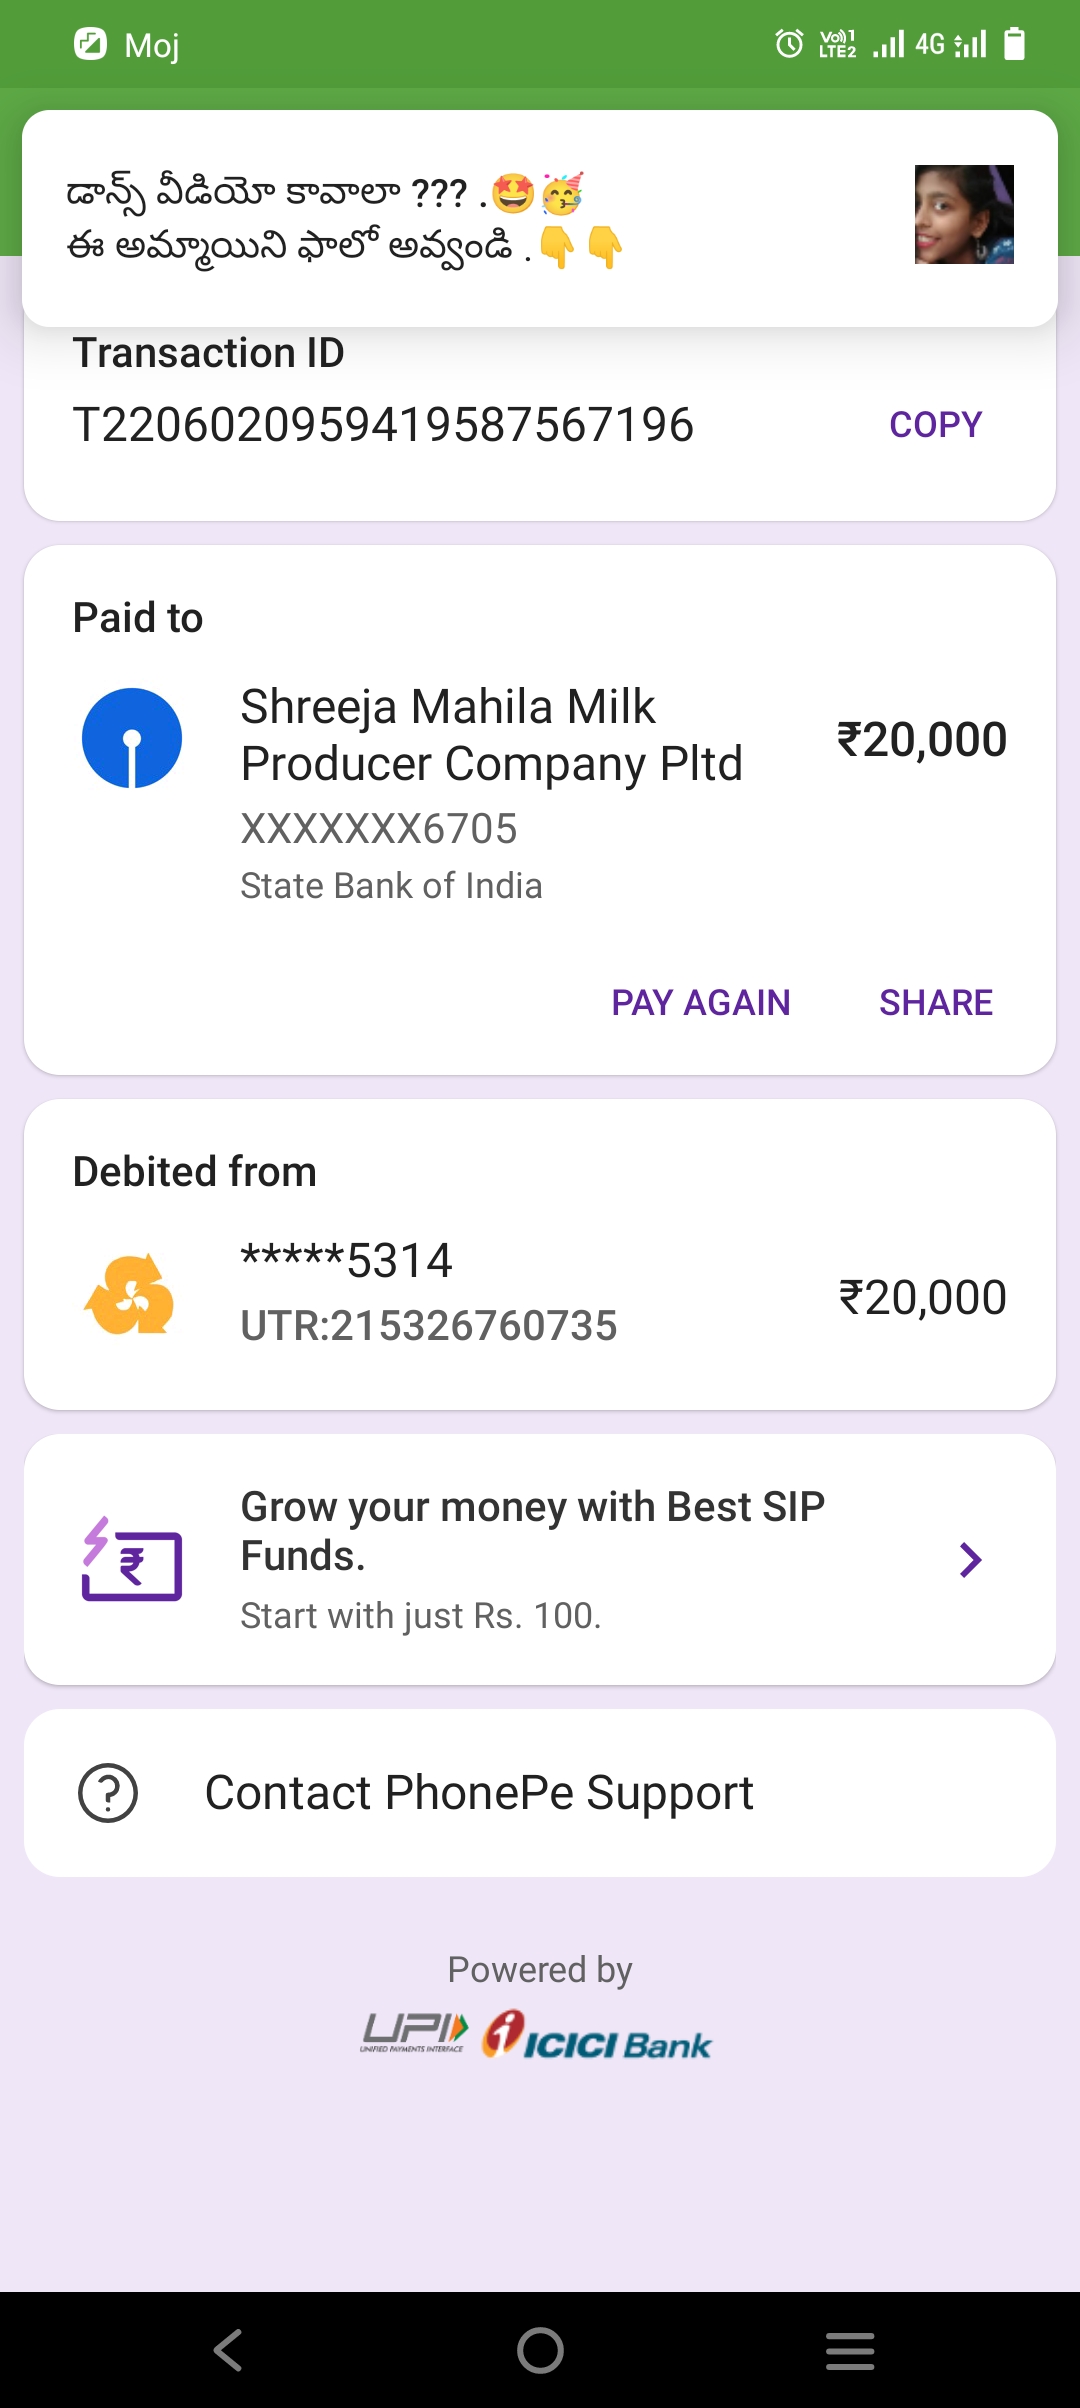 Moj
Vo))1 LTE2 4G
డాన్స్ వీడియో కావాలా ??? .🤩🥳
ఈ అమ్మాయిని ఫాలో అవ్వండి .👇👇
Transaction ID
T2206020959419587567196 COPY
Paid to
Shreeja Mahila Milk
Producer Company Pltd
₹20,000
XXXXXXX6705
State Bank of India
PAY AGAIN SHARE
Debited from
*****5314
₹20,000
UTR:215326760735
Grow your money with Best SIP
Funds.
Start with just Rs. 100.
Contact PhonePe Support
Powered by
UPI ICICI Bank
UNIFIED PAYMENTS INTERFACE